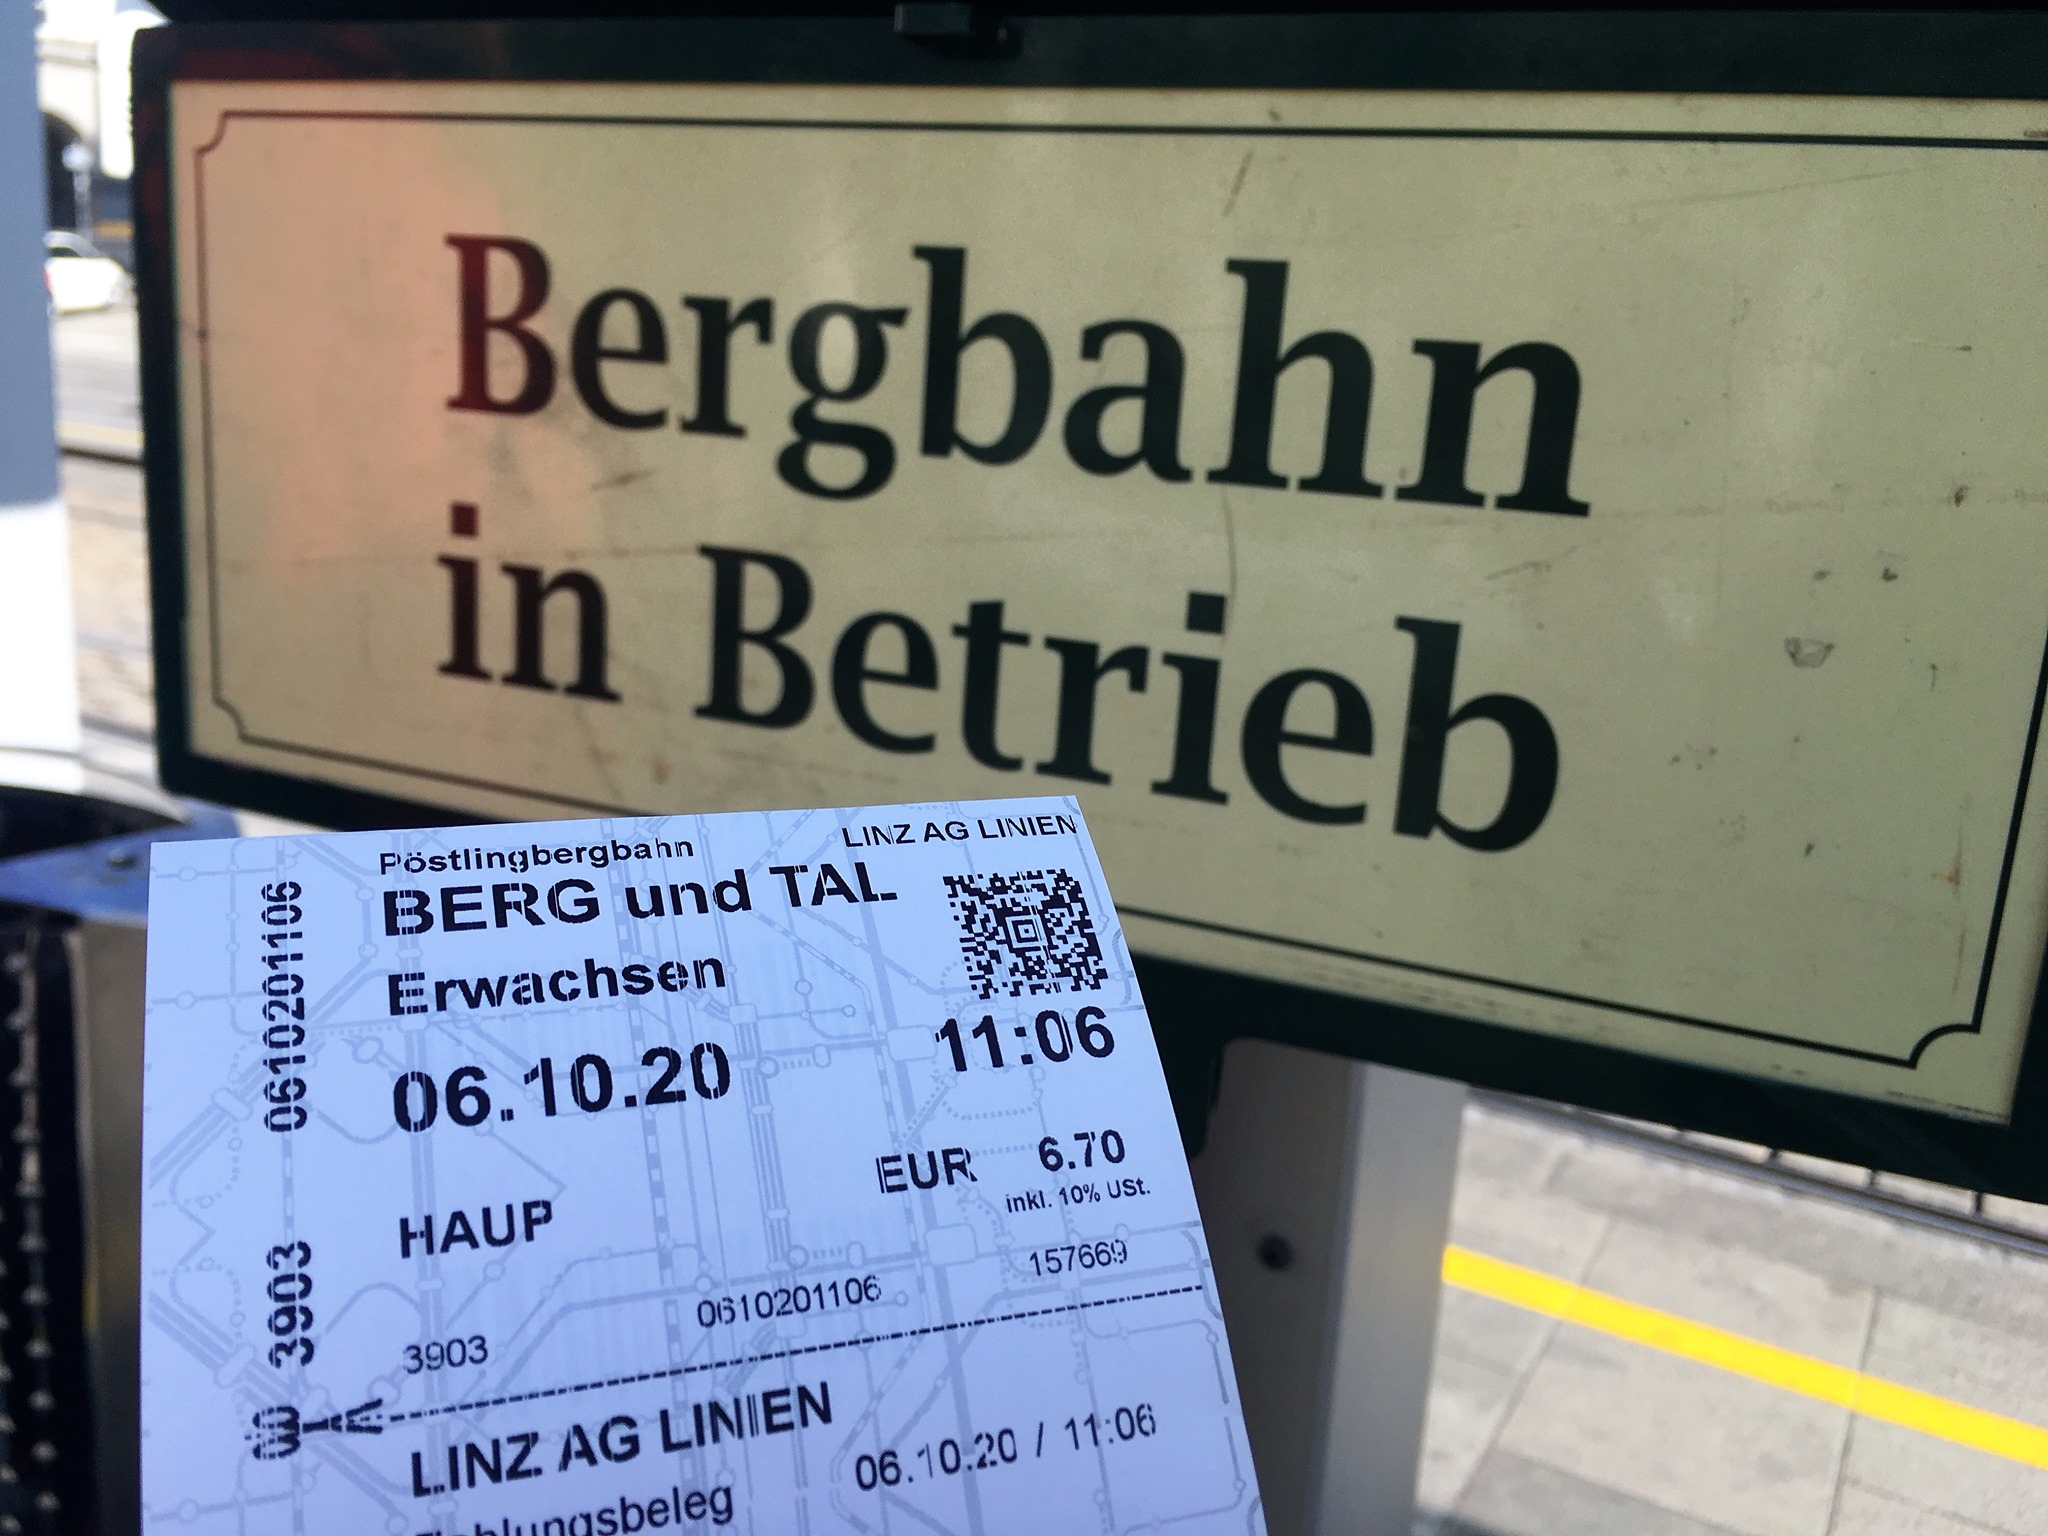 Bergbahn
in Betrieb
Pöstlingbergbahn
LINZ AG LINIEN
BERG und TAL
Erwachsen
06.10.20
11:06
EUR 6.70
inkl. 10% USt.
HAUP
157669
0610201106
3903
0610201106
3903
LINZ AG LINIEN
06.10.20 / 11:06